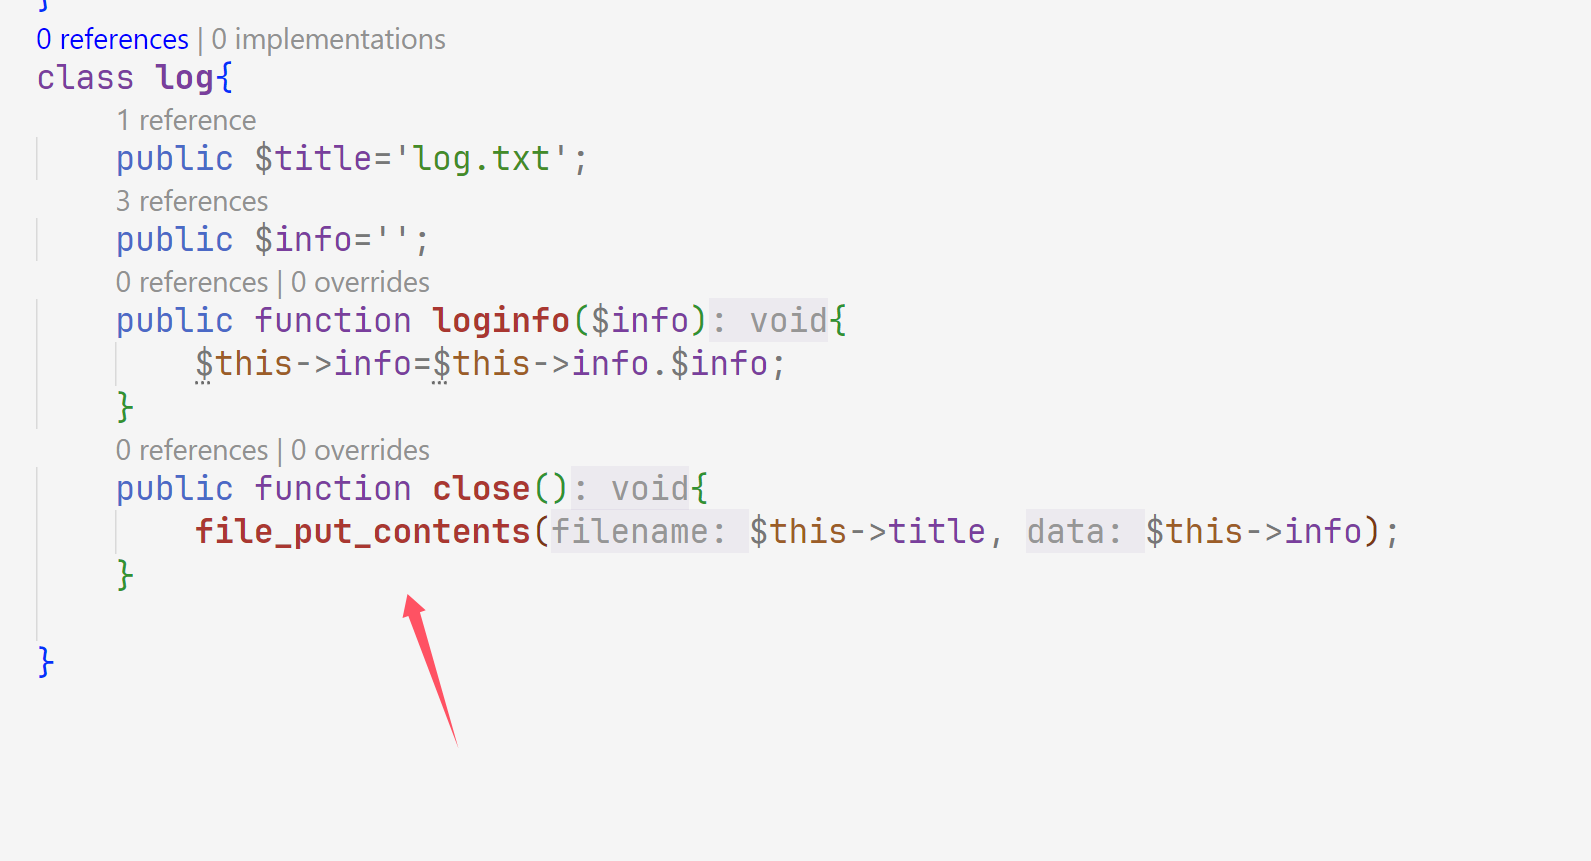 }
0 references | 0 implementations
class log{
1 reference
public $title='log.txt';
3 references
public $info='';
0 references | 0 overrides
public function loginfo($info): void{
$this->info=$this->info.$info;
}
0 references | 0 overrides
public function close(): void{
file_put_contents(filename: $this->title, data: $this->info);
}
}